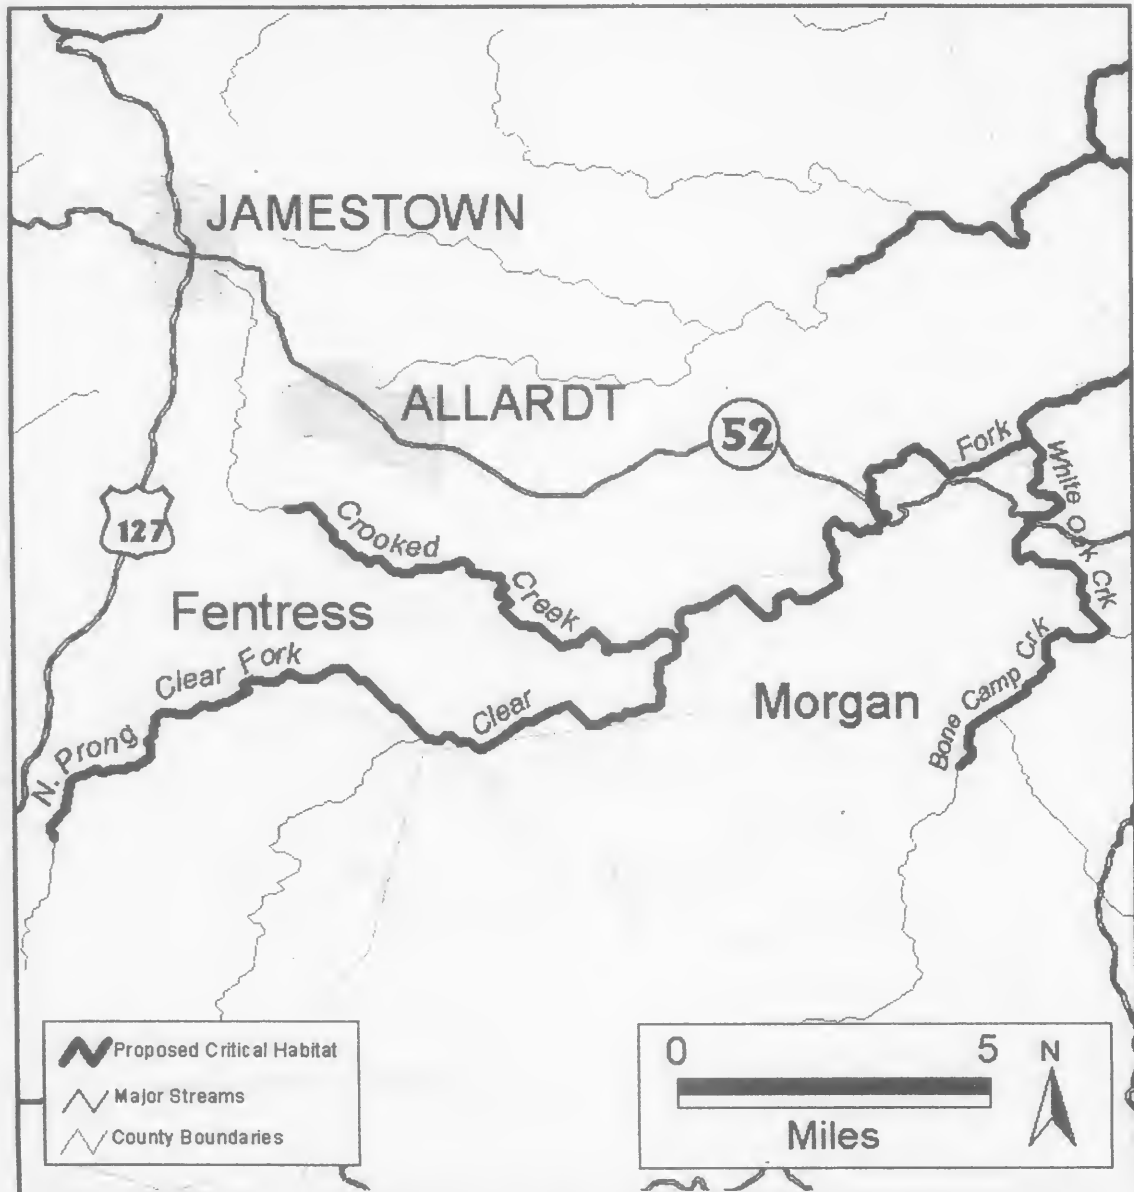 JAMESTOWN
ALLARDT
52
Fork
White Oak Crk
127
Crooked
Creek
Fentress
Clear Fork
N. Prong
Clear
Morgan
Bone Camp Crk
Proposed Critical Habitat
Major Streams
County Boundaries
0 5 N
Miles